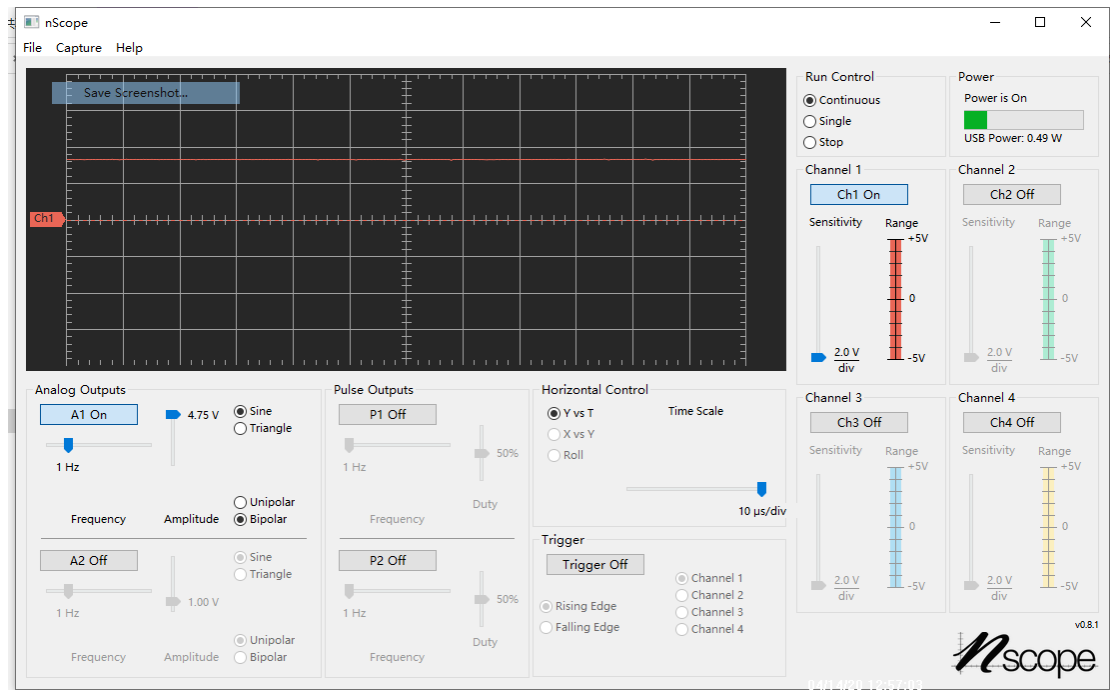 nScope
File Capture Help
Save Screenshot...
Ch1
Run Control
Continuous
Single
Stop
Power
Power is On
USB Power: 0.49 W
Channel 1
Ch1 On
Sensitivity Range
+5V
0
-5V
2.0 V
div
Channel 2
Ch2 Off
Sensitivity Range
+5V
0
-5V
2.0 V
div
Analog Outputs
A1 On
4.75 V
Sine
Triangle
1 Hz
Unipolar
Bipolar
Frequency Amplitude
A2 Off
Sine
Triangle
1.00 V
1 Hz
Unipolar
Bipolar
Frequency Amplitude
Pulse Outputs
P1 Off
50%
1 Hz
Duty
Frequency
P2 Off
50%
1 Hz
Duty
Frequency
Horizontal Control
Y vs T
X vs Y
Roll
Time Scale
10 µs/div
Trigger
Trigger Off
Rising Edge
Falling Edge
Channel 1
Channel 2
Channel 3
Channel 4
Channel 3
Ch3 Off
Sensitivity Range
+5V
0
-5V
2.0 V
div
Channel 4
Ch4 Off
Sensitivity Range
+5V
0
-5V
2.0 V
div
v0.8.1
nscope
04/14/20 12:57:03